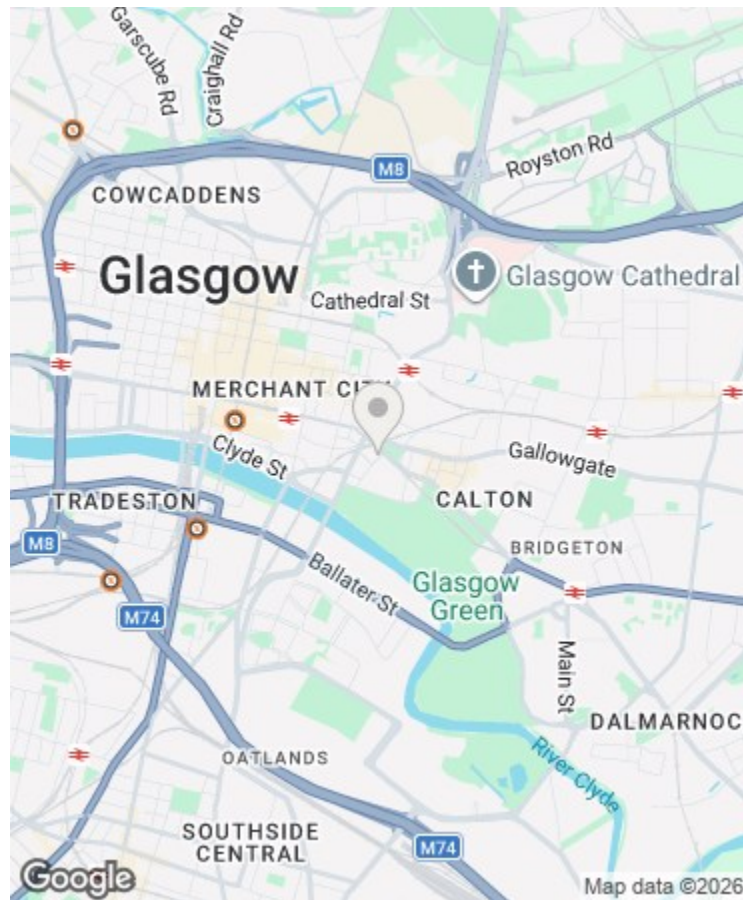 Garscube Rd
Craighall Rd
Royston Rd
M8
COWCADDENS
Glasgow
Glasgow Cathedral
Cathedral St
MERCHANT CITY
Clyde St
Gallowgate
TRADESTON
CALTON
M8
BRIDGETON
Ballater St
Glasgow
Green
M74
Main St
DALMARNOC
OATLANDS
River Clyde
SOUTHSIDE
CENTRAL
M74
Google
Map data ©2026